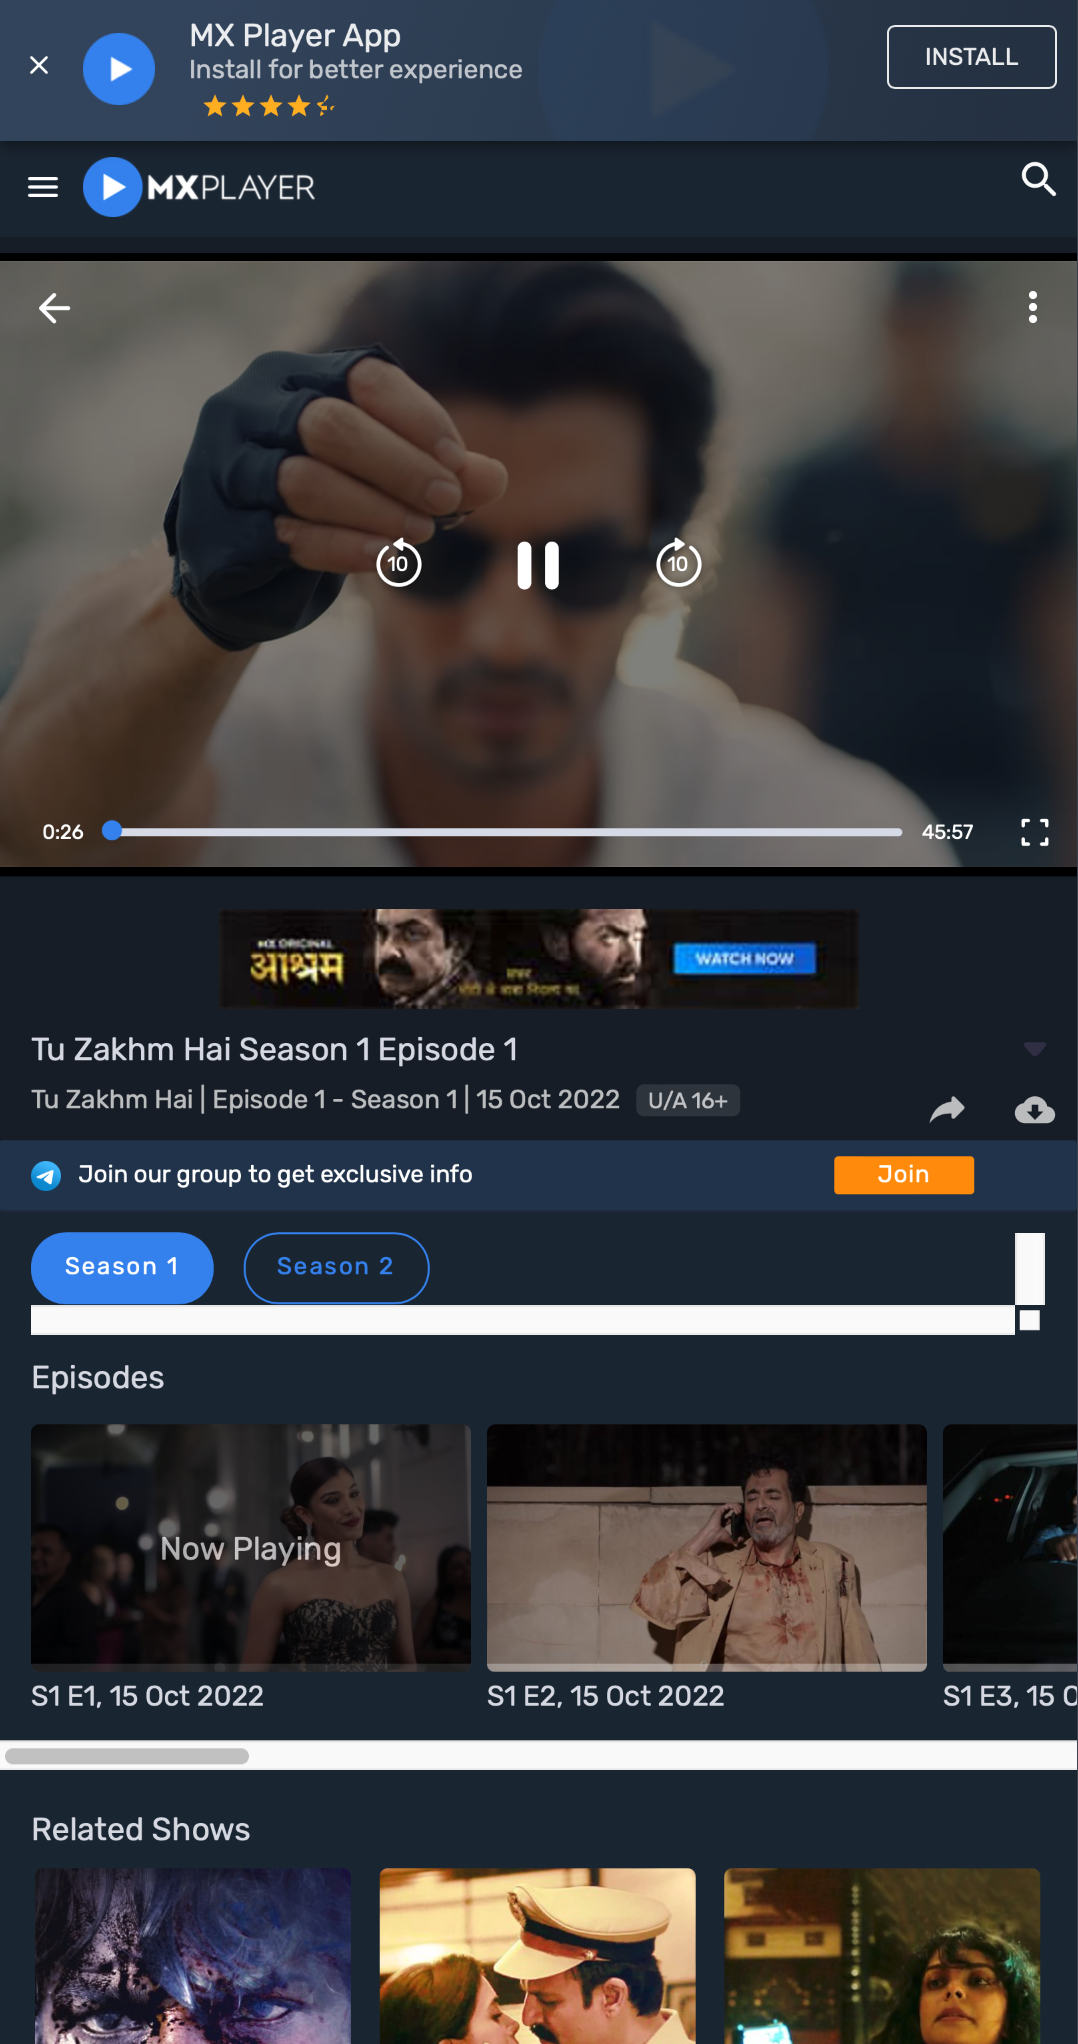 MX Player App
Install for better experience
INSTALL
MXPLAYER
10
10
0:26
45:57
MX ORIGINAL
आश्रम
WATCH NOW
Tu Zakhm Hai Season 1 Episode 1
Tu Zakhm Hai | Episode 1 - Season 1 | 15 Oct 2022 U/A 16+
Join our group to get exclusive info
Join
Season 1
Season 2
Episodes
Now Playing
S1 E1, 15 Oct 2022
S1 E2, 15 Oct 2022
S1 E3, 15 O
Related Shows